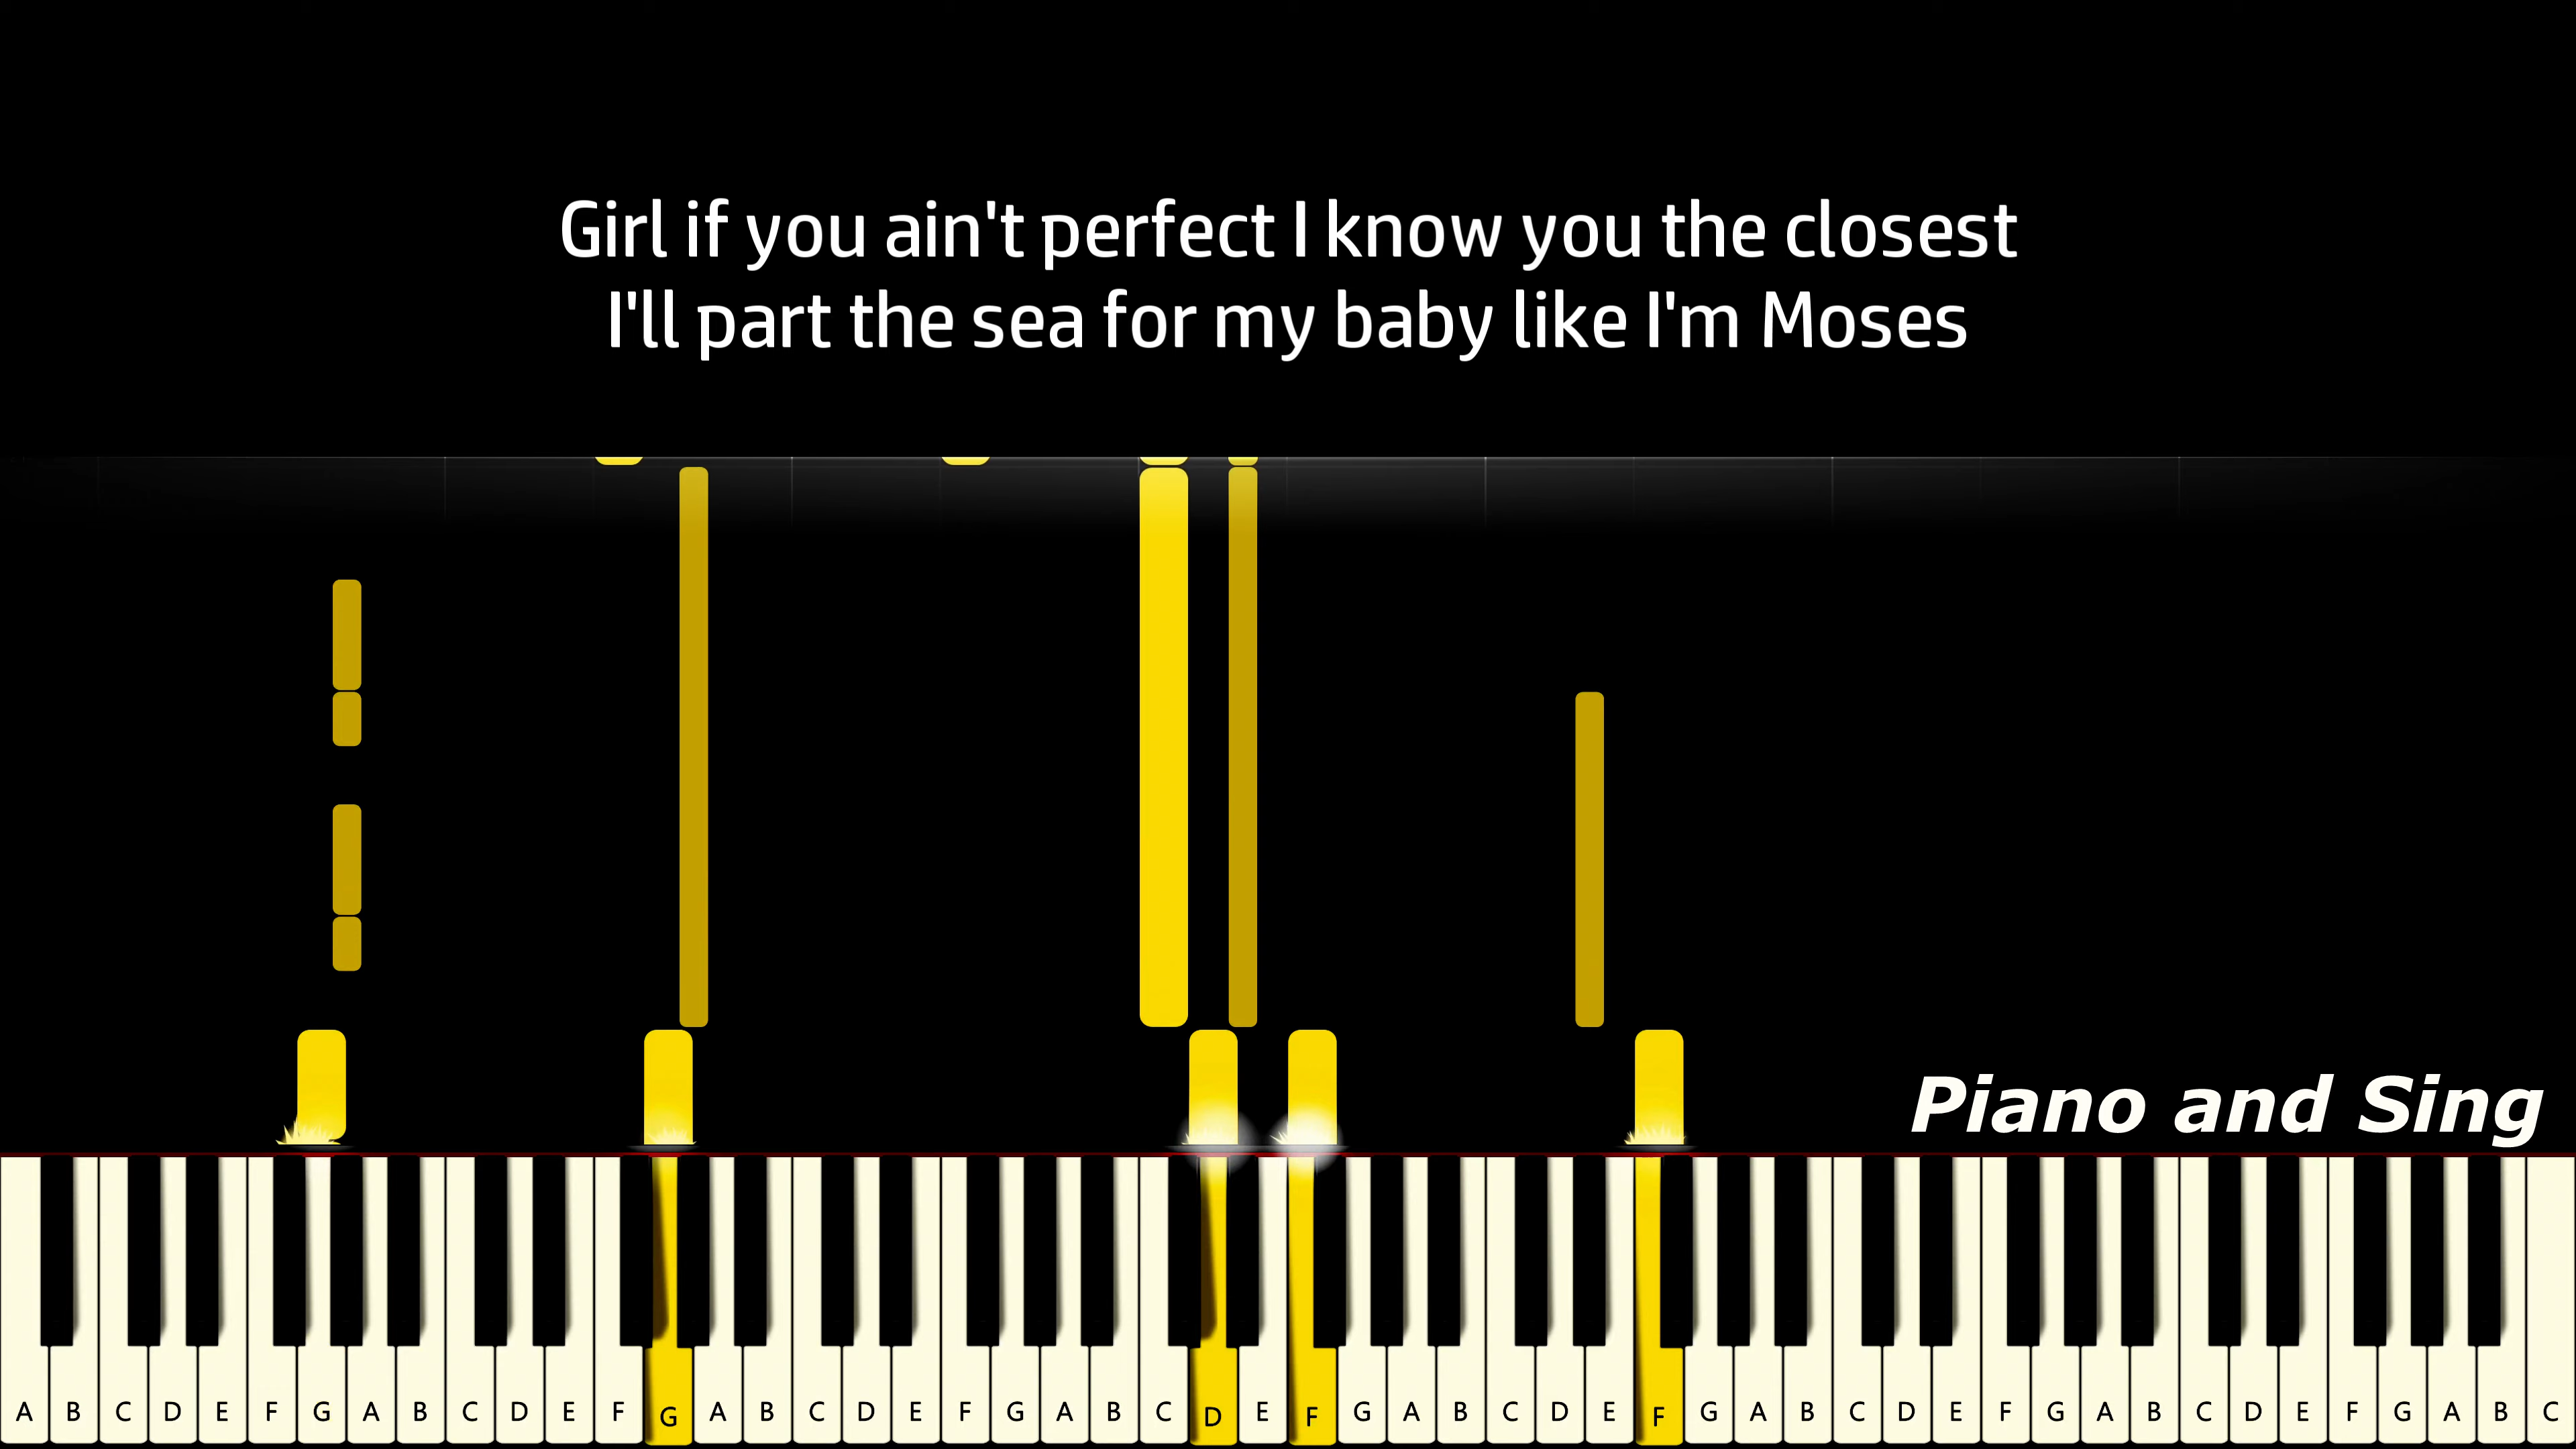 Girl if you ain't perfect I know you the closest
I'll part the sea for my baby like I'm Moses
Piano and Sing
A B C D E F G A B C D E F G A B C D E F G A B C D E F G A B C D E F G A B C D E F G A B C D E F G A B C